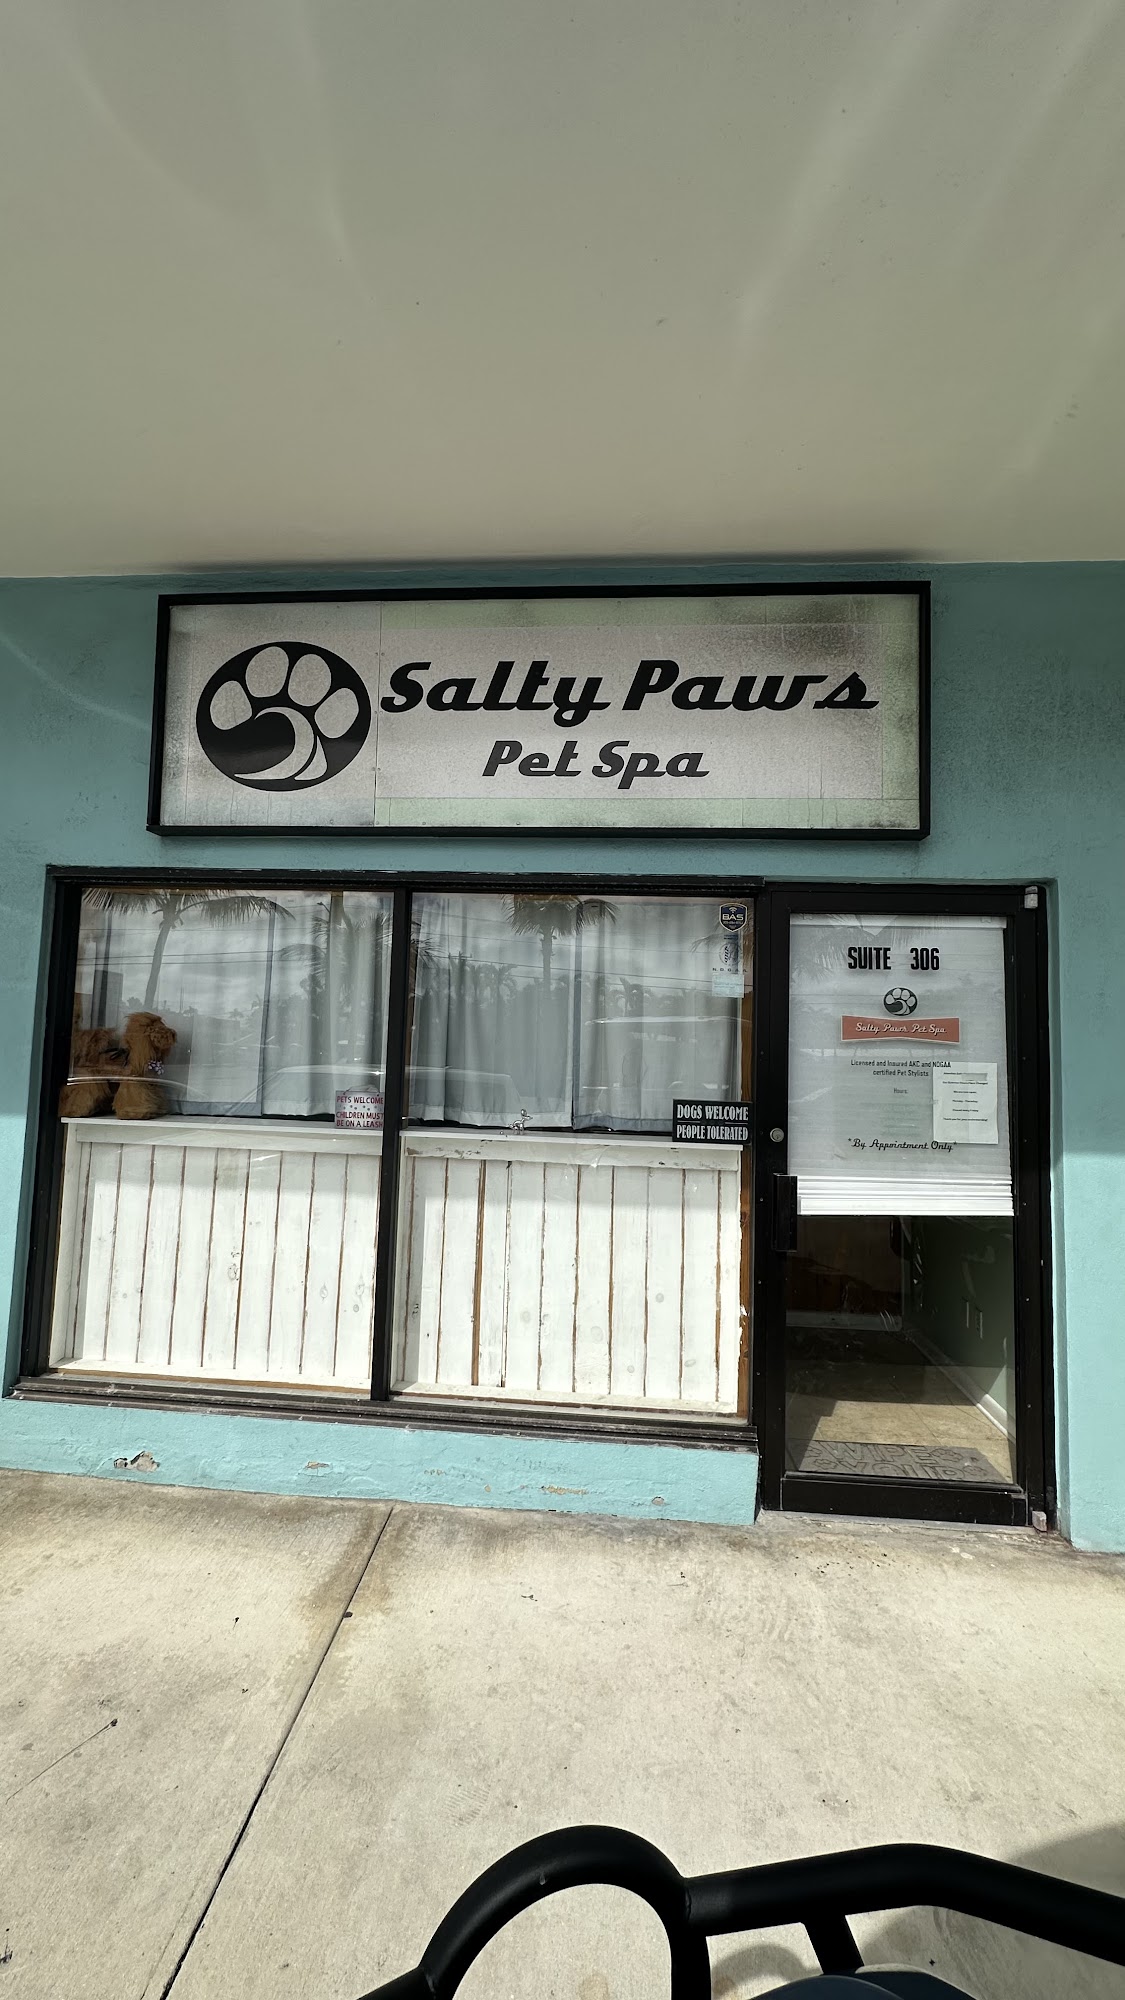 Salty Paws
Pet Spa
BAS
N.D.G.A.A.
SUITE 306
Salty Paws Pet Spa
Licensed and Insured AKC and NDGAA
certified Pet Stylists
Hours:
*By Appointment Only*
PETS WELCOME
CHILDREN MUST
BE ON A LEASH
DOGS WELCOME
PEOPLE TOLERATED